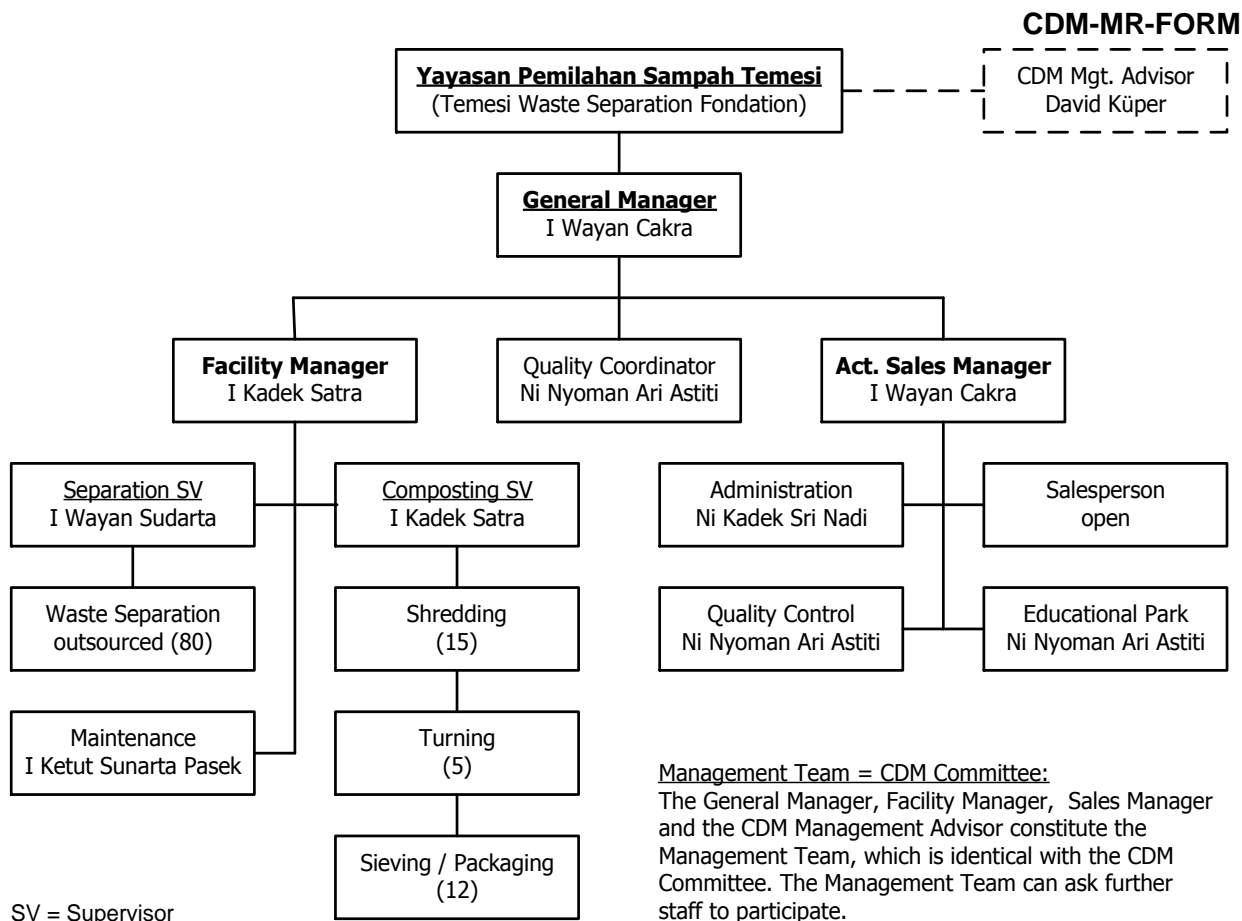 CDM-MR-FORM
Yayasan Pemilahan Sampah Temesi
(Temesi Waste Separation Fondation)
CDM Mgt. Advisor
David Küper
General Manager
I Wayan Cakra
Facility Manager
I Kadek Satra
Quality Coordinator
Ni Nyoman Ari Astiti
Act. Sales Manager
I Wayan Cakra
Separation SV
I Wayan Sudarta
Composting SV
I Kadek Satra
Administration
Ni Kadek Sri Nadi
Salesperson
open
Waste Separation
outsourced (80)
Shredding
(15)
Quality Control
Ni Nyoman Ari Astiti
Educational Park
Ni Nyoman Ari Astiti
Maintenance
I Ketut Sunarta Pasek
Turning
(5)
Sieving / Packaging
(12)
Management Team = CDM Committee:
The General Manager, Facility Manager, Sales Manager
and the CDM Management Advisor constitute the
Management Team, which is identical with the CDM
Committee. The Management Team can ask further
staff to participate.
SV = Supervisor